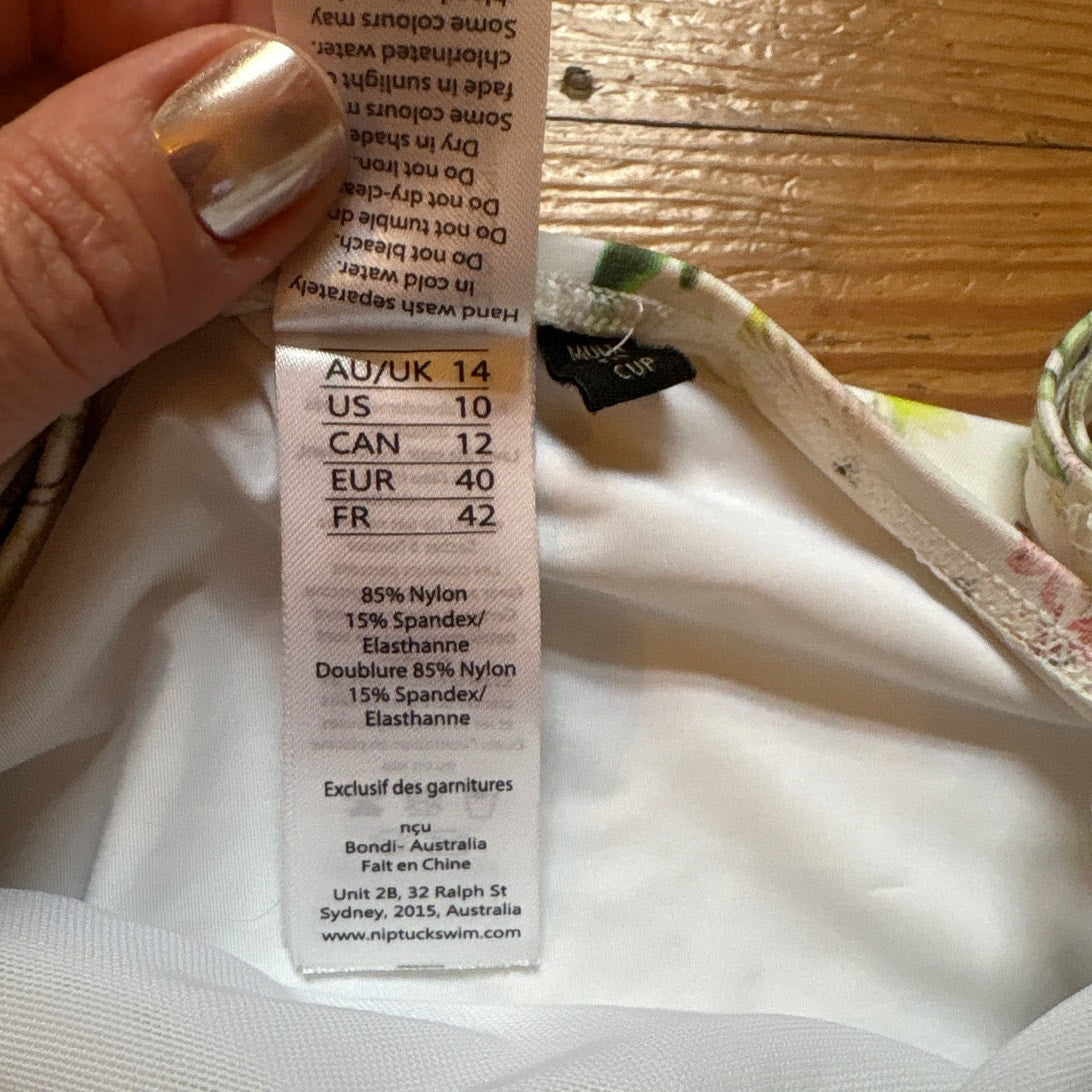 Some colours may
chlorinated water.
fade in sunlight
Some colours
Dry in shade
Do not iron.
Do not
Do not tumble
Do not bleach.
in cold water.
Hand wash separately
AU/UK 14
US 10
CAN 12
EUR 40
FR 42
MULTI
CUP
85% Nylon
15% Spandex/
Elasthanne
Doublure 85% Nylon
15% Spandex/
Elasthanne
Exclusif des garnitures
nçu
Bondi- Australia
Fait en Chine
Unit 2B, 32 Ralph St
Sydney, 2015, Australia
www.niptuckswim.com